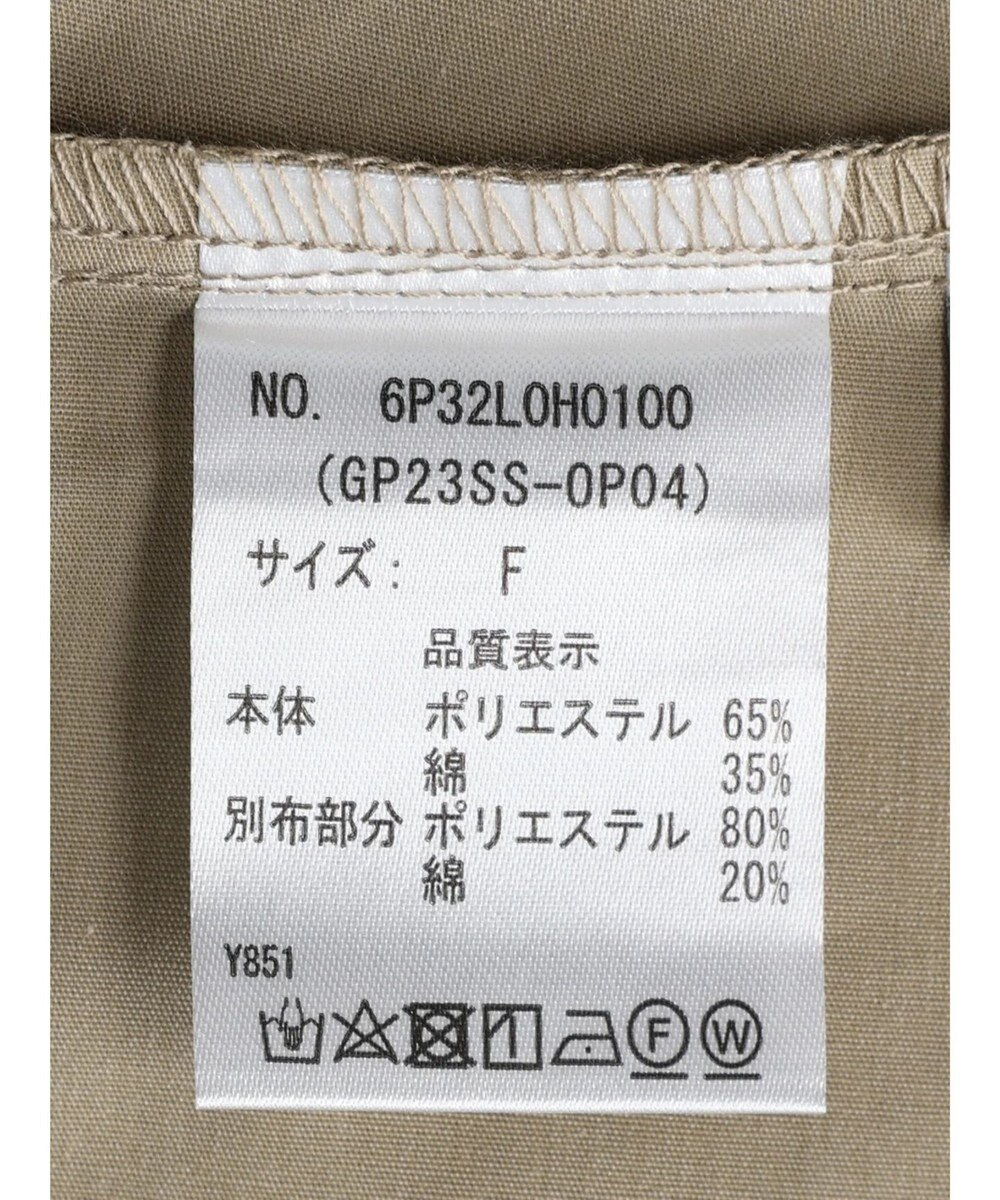 NO. 6P32L0H0100
(GP23SS-OP04)
サイズ: F
品質表示
本体 ポリエステル 65%
綿 35%
別布部分 ポリエステル 80%
綿 20%
Y851
F W